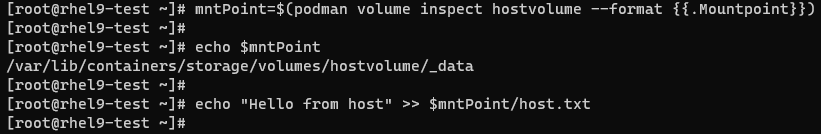 [root@rhel9-test ~]# mntPoint=$(podman volume inspect hostvolume --format {{.Mountpoint}})
[root@rhel9-test ~]#
[root@rhel9-test ~]# echo $mntPoint
/var/lib/containers/storage/volumes/hostvolume/_data
[root@rhel9-test ~]#
[root@rhel9-test ~]# echo "Hello from host" >> $mntPoint/host.txt
[root@rhel9-test ~]#